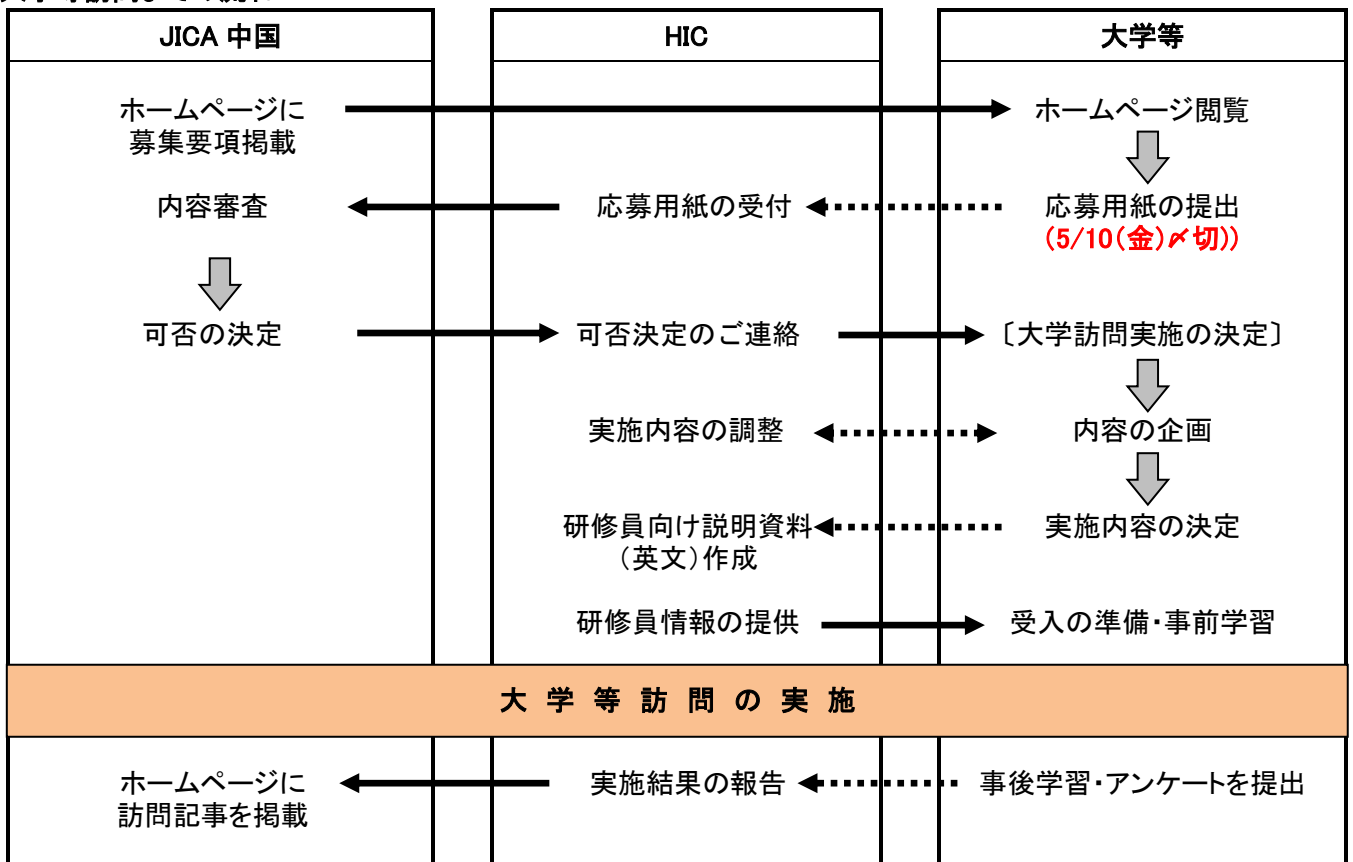 JICA 中国
HIC
大学等
ホームページに
募集要項掲載
ホームページ閲覧
内容審査
応募用紙の受付
応募用紙の提出
(5/10(金)〆切))
可否の決定
可否決定のご連絡
〔大学訪問実施の決定〕
実施内容の調整
内容の企画
研修員向け説明資料
(英文)作成
実施内容の決定
研修員情報の提供
受入の準備・事前学習
大学等訪問の実施
ホームページに
訪問記事を掲載
実施結果の報告
事後学習・アンケートを提出